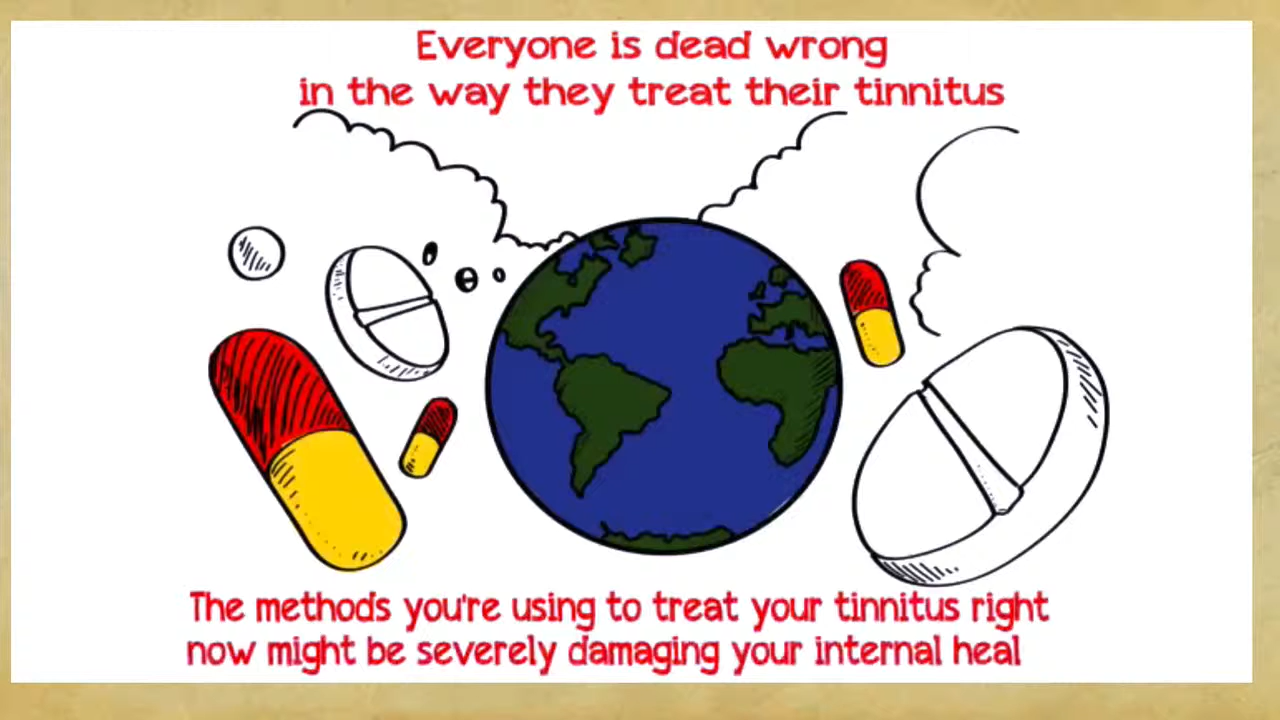 Everyone is dead wrong
in the way they treat their tinnitus
The methods you're using to treat your tinnitus right
now might be severely damaging your internal heal